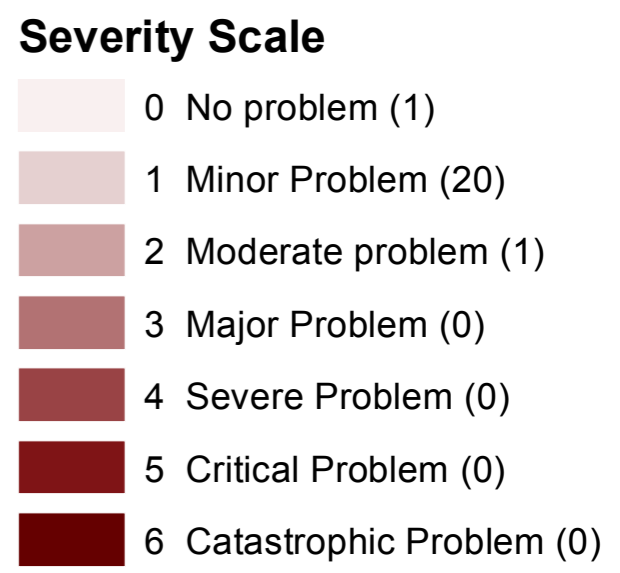 Severity Scale
0 No problem (1)
1 Minor Problem (20)
2 Moderate problem (1)
3 Major Problem (0)
4 Severe Problem (0)
5 Critical Problem (0)
6 Catastrophic Problem (0)